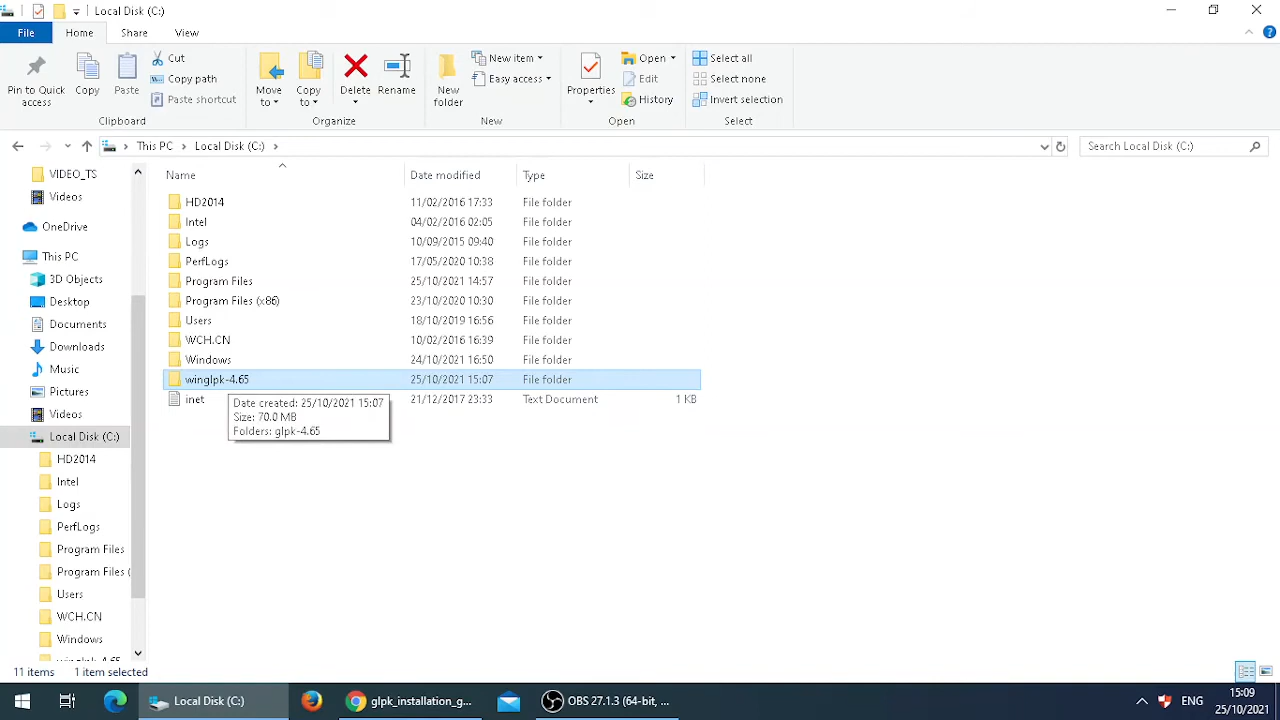 Local Disk (C:)
File Home Share View
Pin to Quick access
Copy
Paste
Cut
Copy path
Paste shortcut
Clipboard
Move to
Copy to
Delete
Rename
Organize
New folder
New item
Easy access
New
Properties
Open
Edit
History
Open
Select all
Select none
Invert selection
Select
This PC > Local Disk (C:) >
Search Local Disk (C:)
VIDEO_TS
Videos
OneDrive
This PC
3D Objects
Desktop
Documents
Downloads
Music
Pictures
Videos
Local Disk (C:)
HD2014
Intel
Logs
PerfLogs
Program Files
Program Files (
Users
WCH.CN
Windows
winglpk-4.65
Name Date modified Type Size
HD2014 11/02/2016 17:33 File folder
Intel 04/02/2016 02:05 File folder
Logs 10/09/2015 09:40 File folder
PerfLogs 17/05/2020 10:38 File folder
Program Files 25/10/2021 14:57 File folder
Program Files (x86) 23/10/2020 10:30 File folder
Users 18/10/2019 16:56 File folder
WCH.CN 10/02/2016 16:39 File folder
Windows 24/10/2021 16:50 File folder
winglpk-4.65 25/10/2021 15:07 File folder
inet 21/12/2017 23:33 Text Document 1 KB
Date created: 25/10/2021 15:07
Size: 70.0 MB
Folders: glpk-4.65
11 items 1 item selected
Local Disk (C:)
glpk_installation_g...
OBS 27.1.3 (64-bit, ...
ENG
15:09
25/10/2021